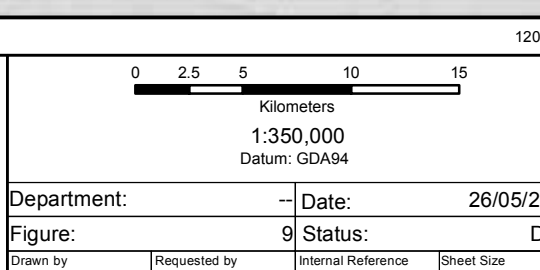 120
0 2.5 5 10 15
Kilometers
1:350,000
Datum: GDA94
Department: -- Date: 26/05/2
Figure: 9 Status: D
Drawn by Requested by Internal Reference Sheet Size